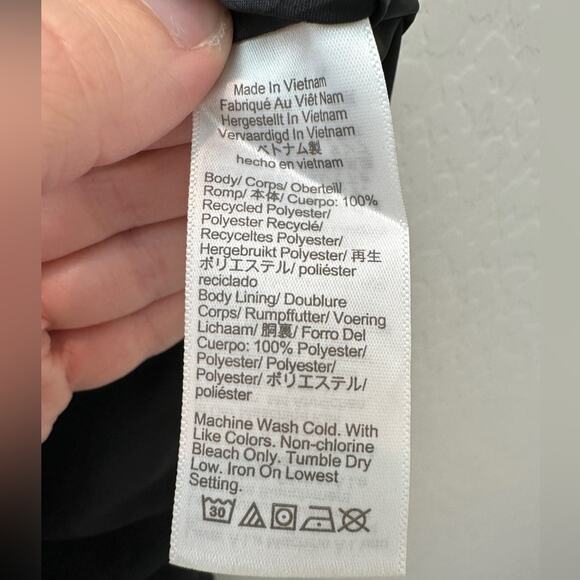 Made In Vietnam
Fabriqué Au Viêt Nam
Hergestellt In Vietnam
Vervaardigd In Vietnam
ベトナム製
hecho en vietnam
Body/ Corps/ Oberteil/
Romp/ 本体/ Cuerpo: 100%
Recycled Polyester/
Polyester Recyclé/
Recyceltes Polyester/
Hergebruikt Polyester/ 再生
ポリエステル/ poliéster
reciclado
Body Lining/ Doublure
Corps/ Rumpffutter/ Voering
Lichaam/ 胴裏/ Forro Del
Cuerpo: 100% Polyester/
Polyester/ Polyester/
Polyester/ ポリエステル/
poliéster
Machine Wash Cold. With
Like Colors. Non-chlorine
Bleach Only. Tumble Dry
Low. Iron On Lowest
Setting.
30